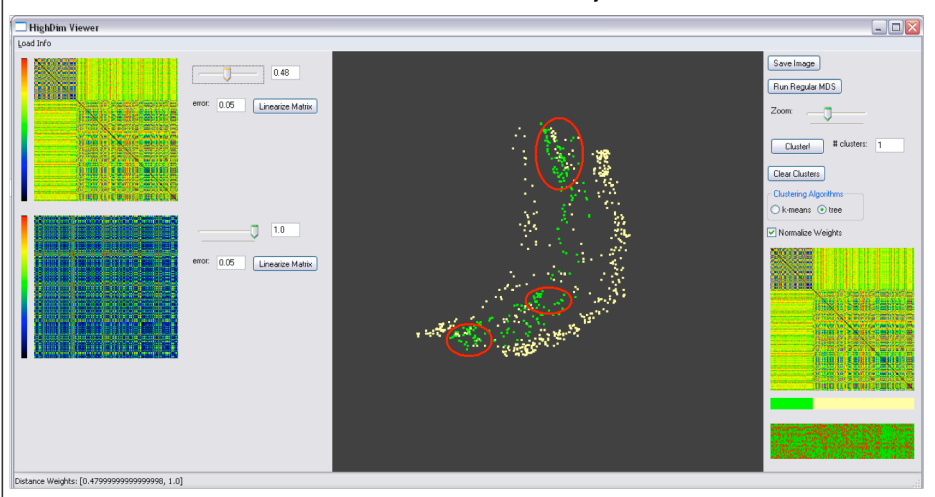 HighDim Viewer
Load Info
0.48
error: 0.05 Linearize Matrix
1.0
error: 0.05 Linearize Matrix
Save Image
Run Regular MDS
Zoom:
Cluster! # clusters: 1
Clear Clusters
Clustering Algorithms
k-means tree
Normalize Weights
Distance Weights: [0.47999999999999998, 1.0]